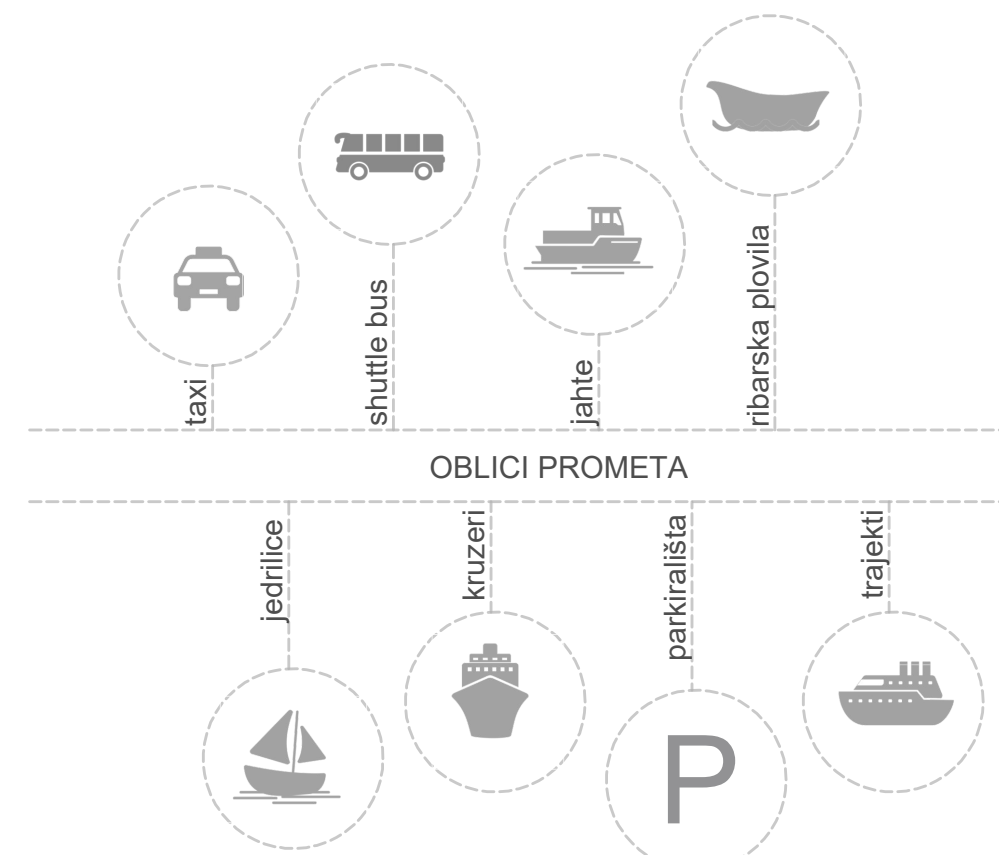 taxi
shuttle bus
jahte
ribarska plovila
OBLICI PROMETA
jedrilice
kruzeri
parkirališta
trajekti
P